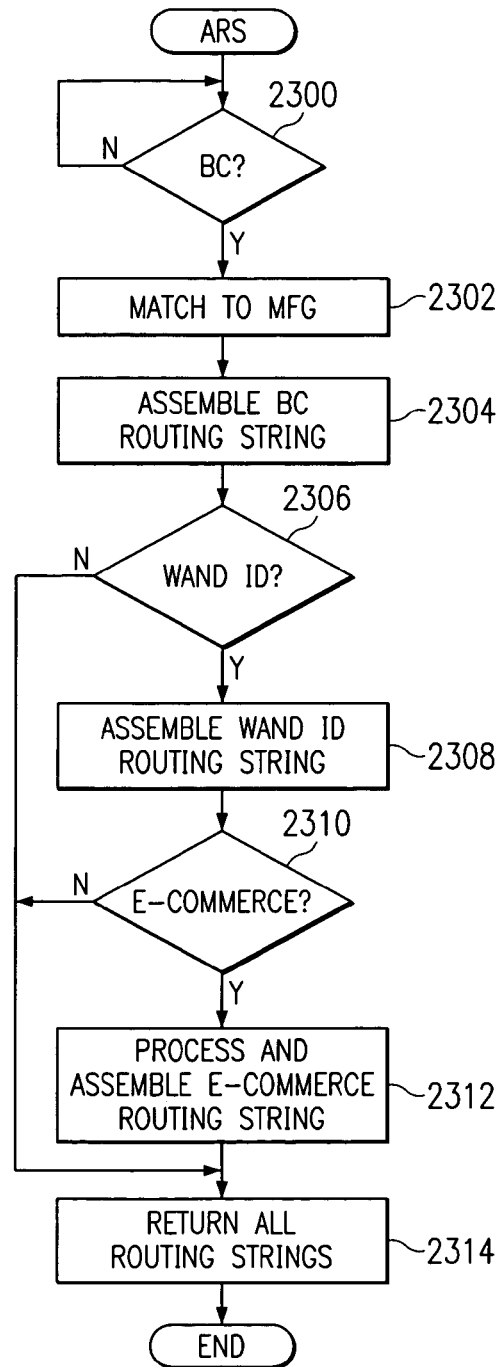 ARS
2300
BC?
N
Y
MATCH TO MFG
2302
ASSEMBLE BC
ROUTING STRING
2304
2306
WAND ID?
N
Y
ASSEMBLE WAND ID
ROUTING STRING
2308
2310
E-COMMERCE?
N
Y
PROCESS AND
ASSEMBLE E-COMMERCE
ROUTING STRING
2312
RETURN ALL
ROUTING STRINGS
2314
END